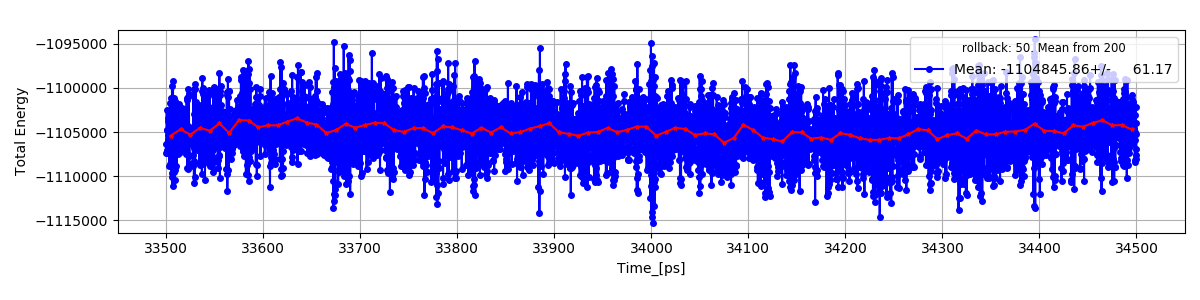 rollback: 50. Mean from 200
Mean: -1104845.86+/- 61.17
−1095000
−1100000
−1105000
−1110000
−1115000
Total Energy
33500 33600 33700 33800 33900 34000 34100 34200 34300 34400 34500
Time_[ps]